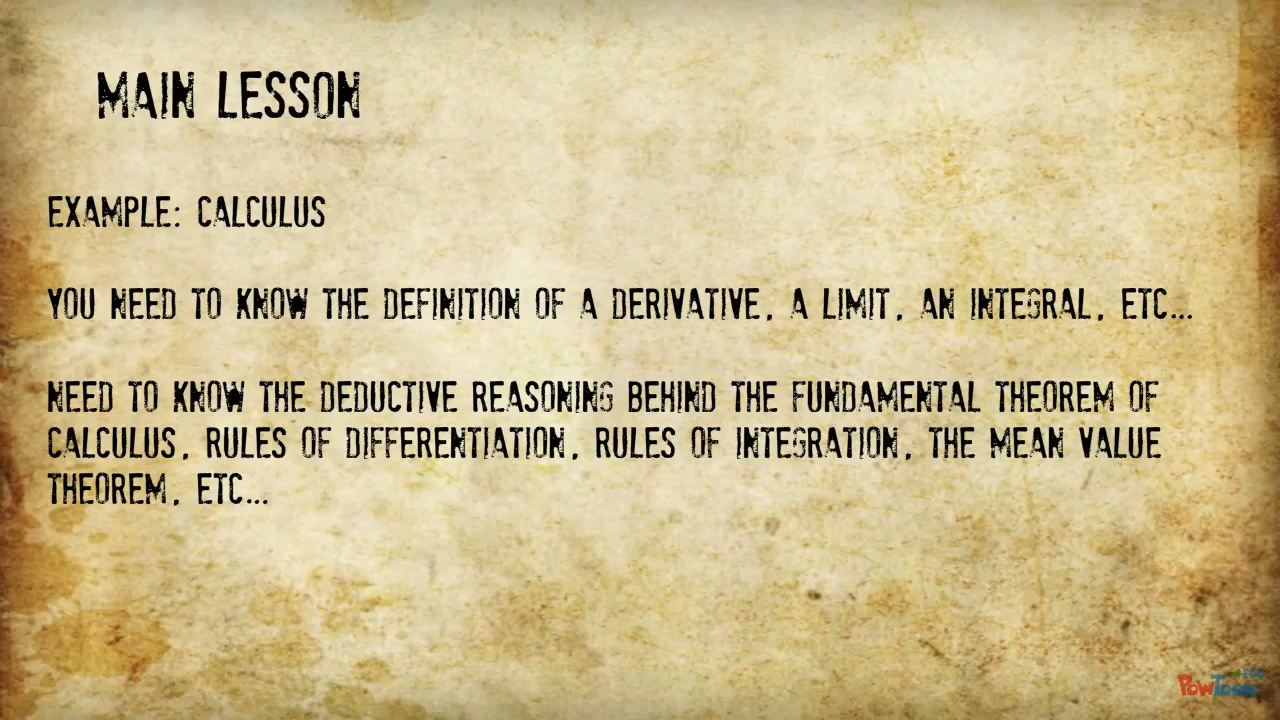 MAIN LESSON
EXAMPLE: CALCULUS
YOU NEED TO KNOW THE DEFINITION OF A DERIVATIVE, A LIMIT, AN INTEGRAL, ETC...
NEED TO KNOW THE DEDUCTIVE REASONING BEHIND THE FUNDAMENTAL THEOREM OF
CALCULUS, RULES OF DIFFERENTIATION, RULES OF INTEGRATION, THE MEAN VALUE
THEOREM, ETC...
POWTOON